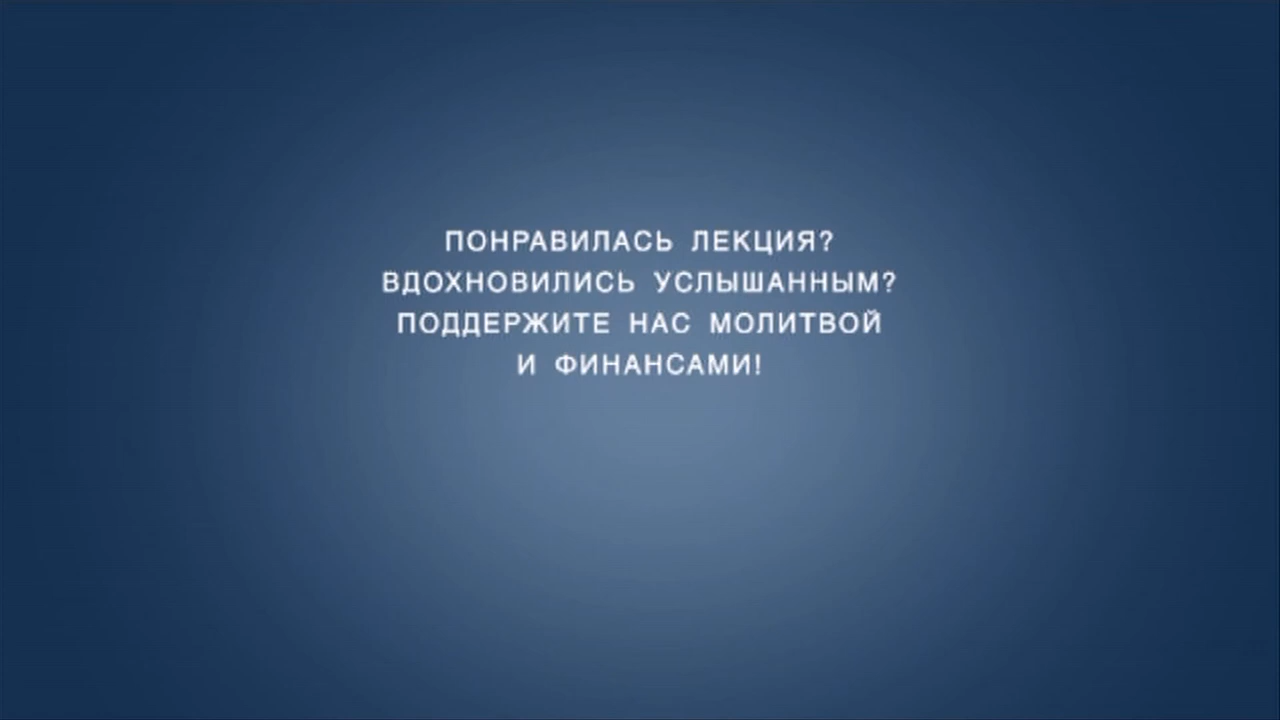 ПОНРАВИЛАСЬ ЛЕКЦИЯ?
ВДОХНОВИЛИСЬ УСЛЫШАННЫМ?
ПОДДЕРЖИТЕ НАС МОЛИТВОЙ
И ФИНАНСАМИ!